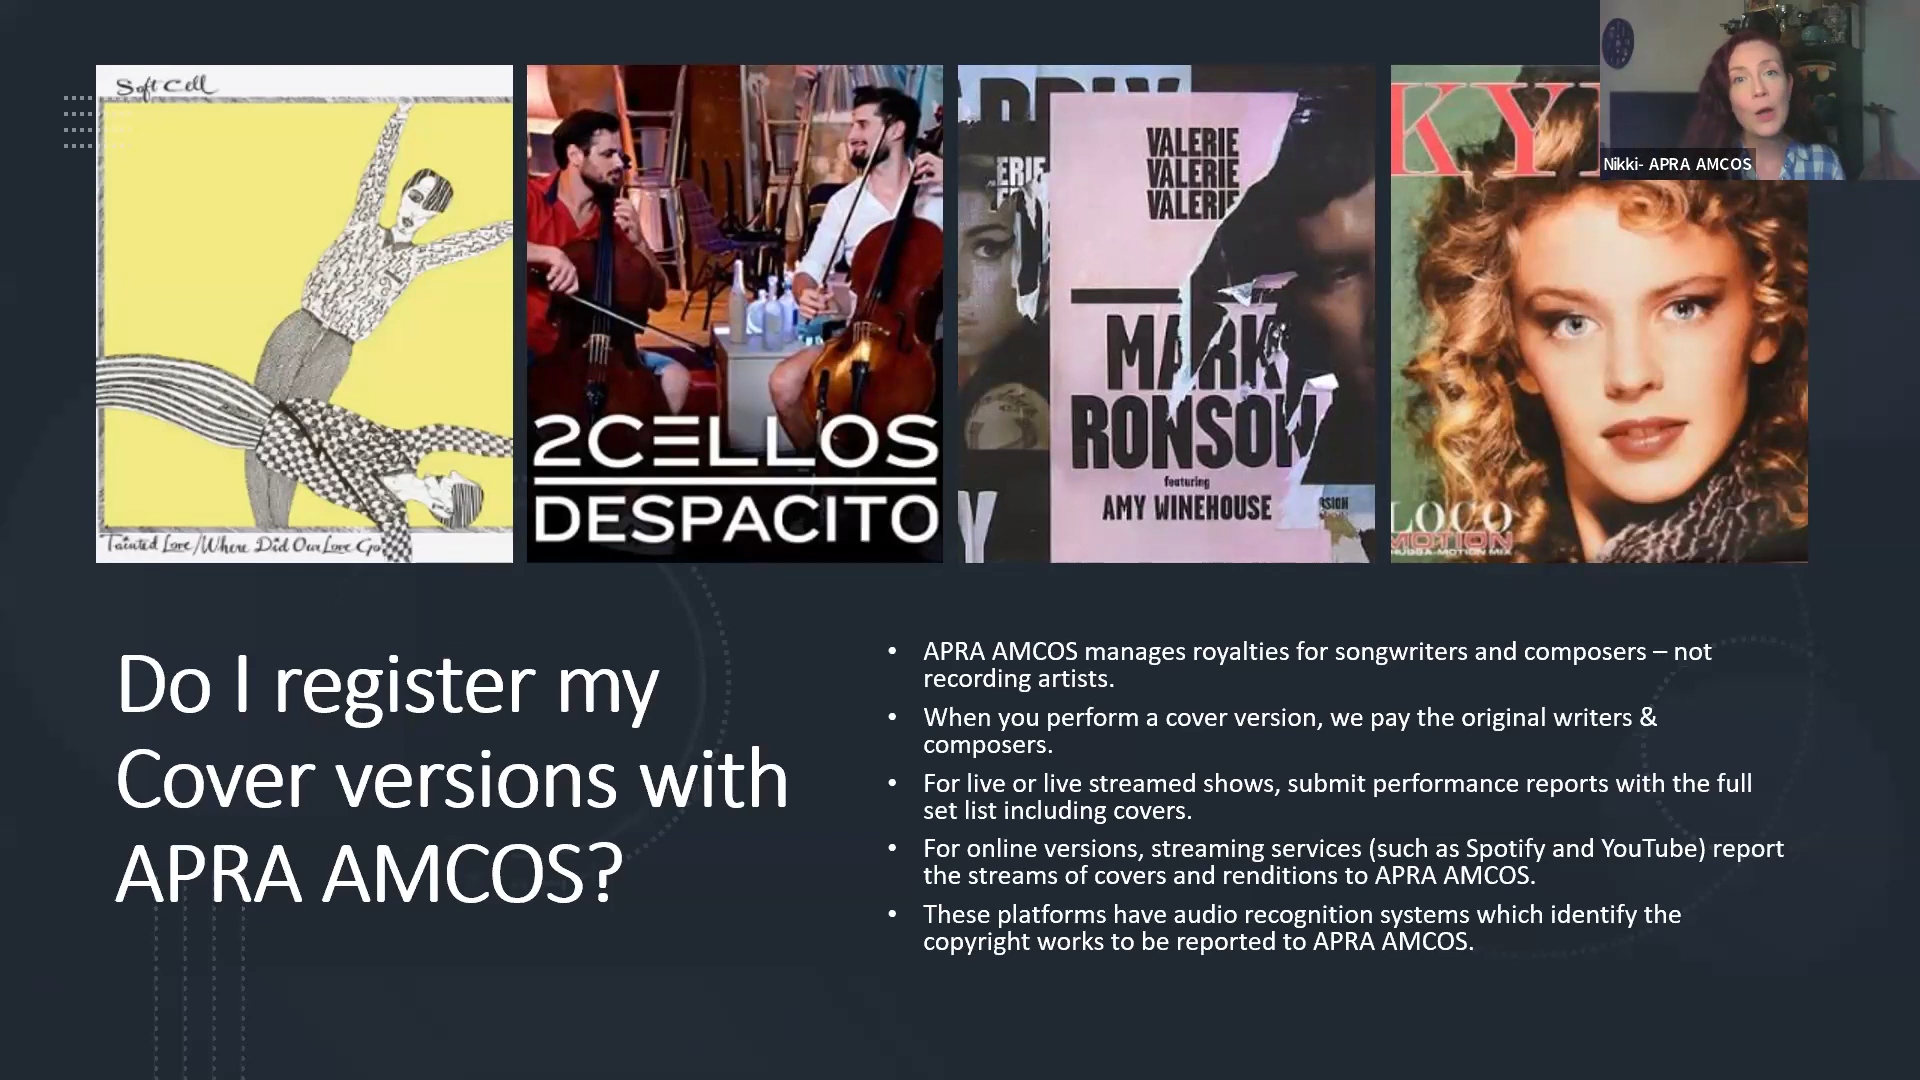 Soft Cell
Tainted Love/Where Did Our Love Go
2CELLOS
DESPACITO
ERIE
VALERIE
VALERIE
VALERIE
MARK
RONSON
featuring
AMY WINEHOUSE
KY
LOCO
MOTION
Nikki- APRA AMCOS
Do I register my
Cover versions with
APRA AMCOS?
• APRA AMCOS manages royalties for songwriters and composers – not
recording artists.
• When you perform a cover version, we pay the original writers &
composers.
• For live or live streamed shows, submit performance reports with the full
set list including covers.
• For online versions, streaming services (such as Spotify and YouTube) report
the streams of covers and renditions to APRA AMCOS.
• These platforms have audio recognition systems which identify the
copyright works to be reported to APRA AMCOS.